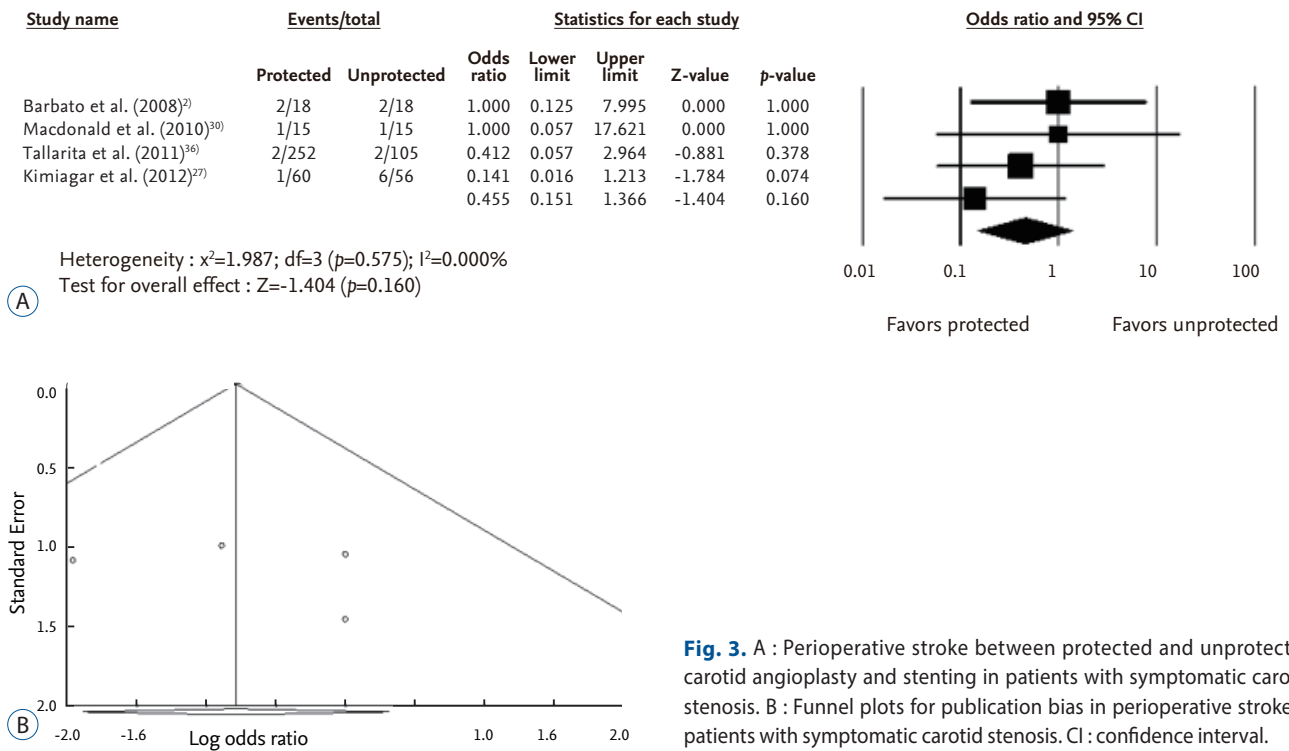 Study name Events/total Statistics for each study Odds ratio and 95% CI
Protected Unprotected Odds ratio Lower limit Upper limit Z-value p-value
Barbato et al. (2008)2) 2/18 2/18 1.000 0.125 7.995 0.000 1.000
Macdonald et al. (2010)30) 1/15 1/15 1.000 0.057 17.621 0.000 1.000
Tallarita et al. (2011)36) 2/252 2/105 0.412 0.057 2.964 -0.881 0.378
Kimiagar et al. (2012)27) 1/60 6/56 0.141 0.016 1.213 -1.784 0.074
0.455 0.151 1.366 -1.404 0.160
Heterogeneity : x²=1.987; df=3 (p=0.575); I²=0.000%
Test for overall effect : Z=-1.404 (p=0.160)
A
0.01 0.1 1 10 100
Favors protected Favors unprotected
0.0
0.5
1.0
1.5
2.0
Standard Error
B
-2.0 -1.6 1.0 1.6 2.0
Log odds ratio
Fig. 3. A : Perioperative stroke between protected and unprotect
carotid angioplasty and stenting in patients with symptomatic caro
stenosis. B : Funnel plots for publication bias in perioperative stroke
patients with symptomatic carotid stenosis. CI : confidence interval.